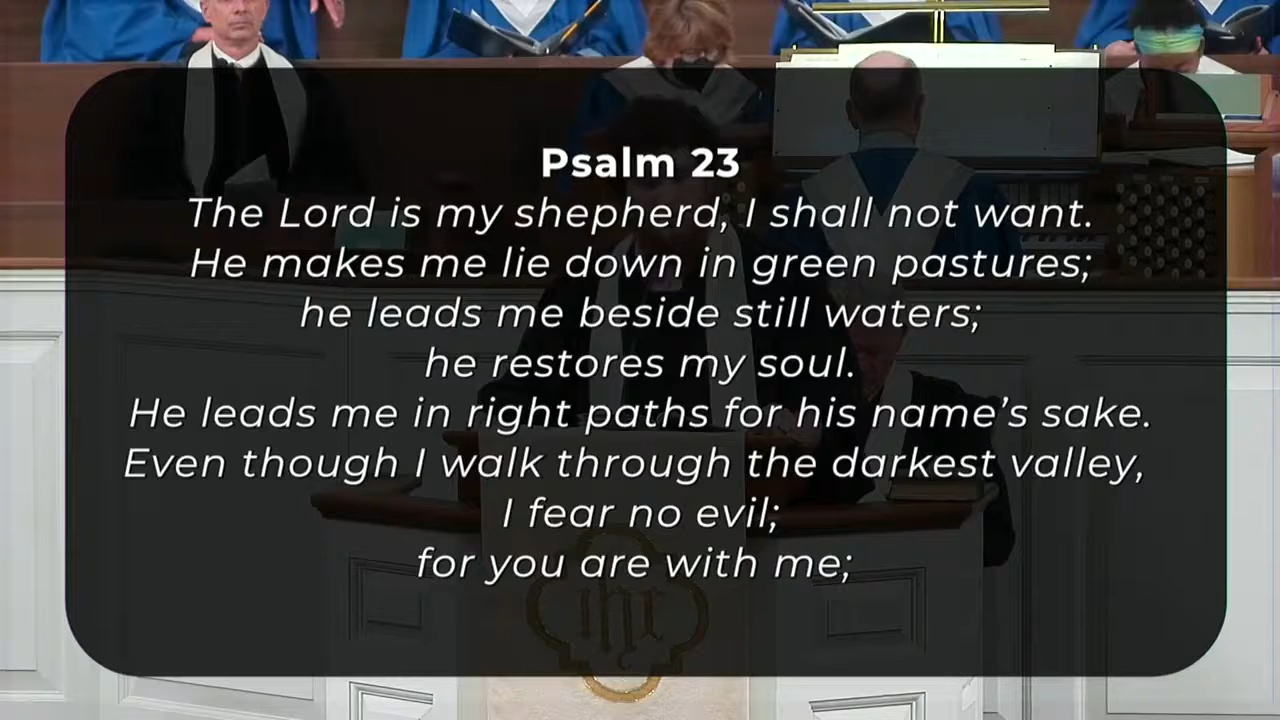 Psalm 23
The Lord is my shepherd, I shall not want.
He makes me lie down in green pastures;
he leads me beside still waters;
he restores my soul.
He leads me in right paths for his name’s sake.
Even though I walk through the darkest valley,
I fear no evil;
for you are with me;
ihs